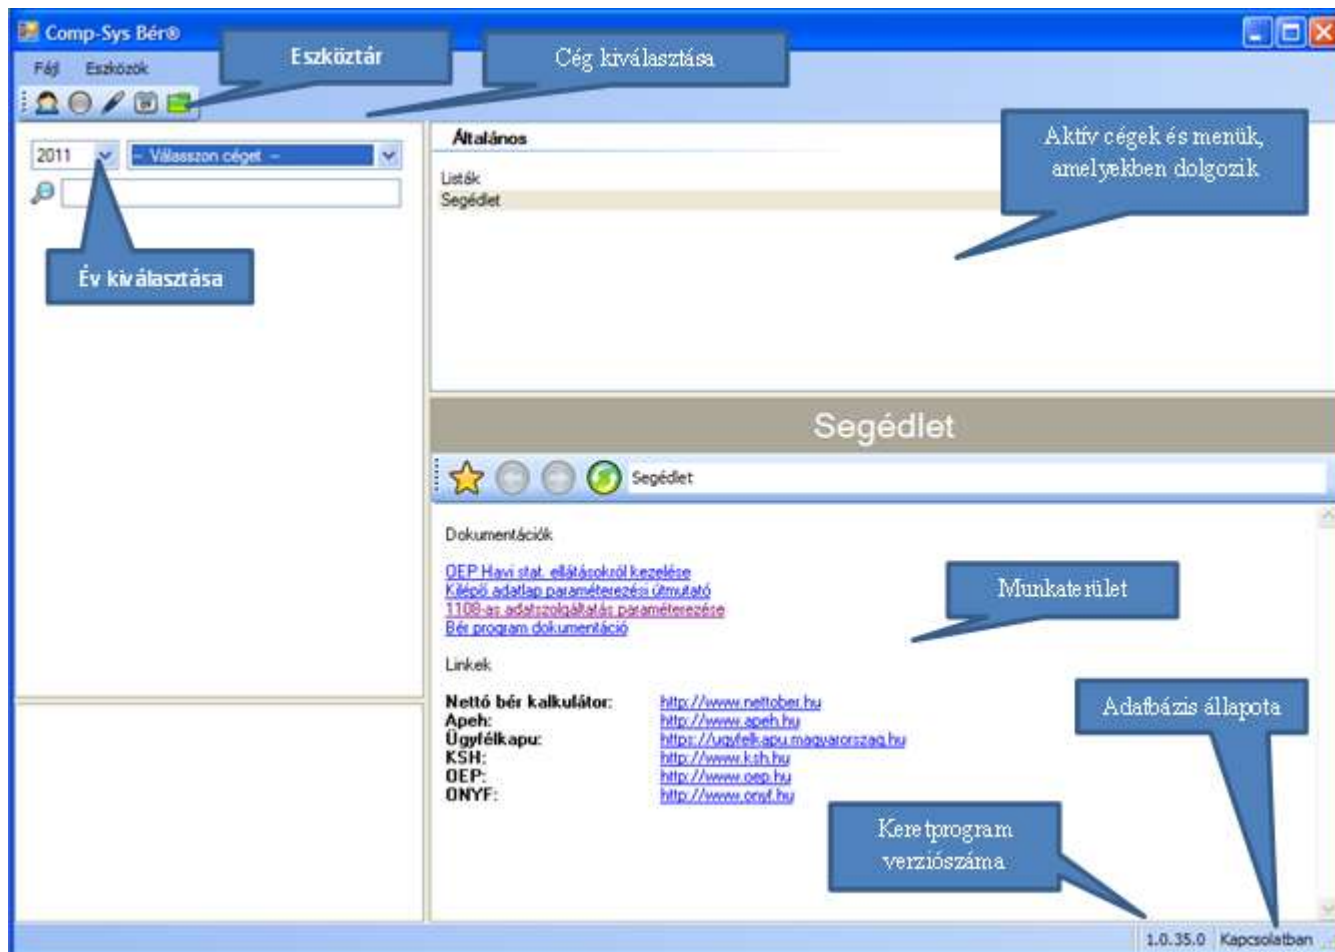 Comp-Sys Bér®
Fájl Eszközök
Eszköztár
Cég kiválasztása
2011
-- Válasszon céget --
Év kiválasztása
Általános
Listák
Segédlet
Aktív cégek és menük,
amelyekben dolgozik
Segédlet
Segédlet
Dokumentációk
OEP Havi stat. ellátásokról kezelése
Kilépő adatlap paraméterezési útmutató
1108-as adatszolgáltatás paraméterezése
Bér program dokumentáció
Munkaterület
Linkek
Nettó bér kalkulátor: http://www.nettober.hu
Apeh: http://www.apeh.hu
Ügyfélkapu: https://ugyfelkapu.magyarorszag.hu
KSH: http://www.ksh.hu
OEP: http://www.oep.hu
ONYF: http://www.onyf.hu
Adatbázis állapota
Keretprogram
verziószáma
1.0.35.0 Kapcsolatban